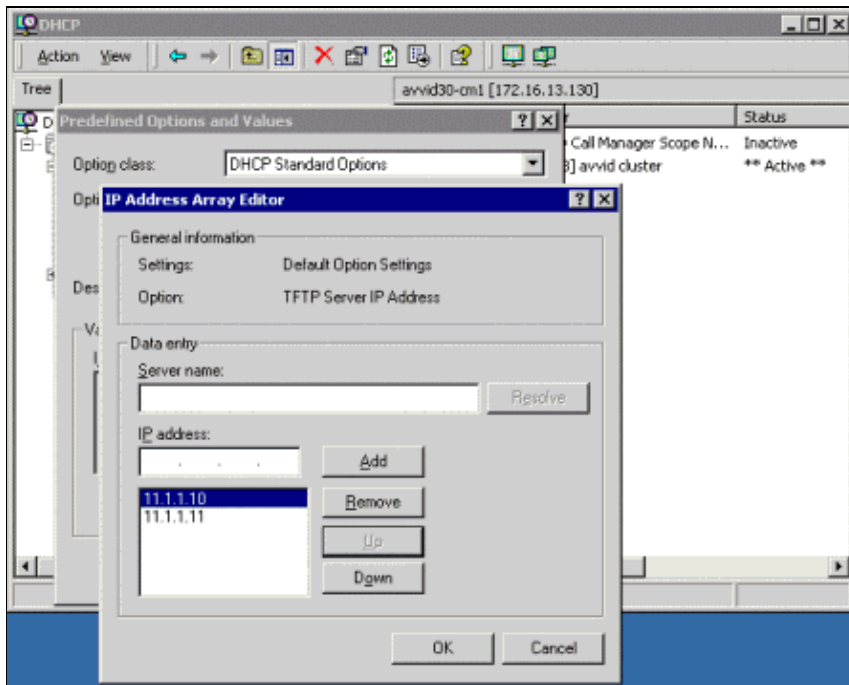 DHCP
Action View
Tree
avvid30-cm1 [172.16.13.130]
Status
Predefined Options and Values
Call Manager Scope N... Inactive
] avvid cluster ** Active **
Option class: DHCP Standard Options
Opti
IP Address Array Editor
General information
Settings: Default Option Settings
Option: TFTP Server IP Address
Des
Va
Data entry
Server name:
Resolve
IP address:
. . .
Add
11.1.1.10
11.1.1.11
Remove
Up
Down
OK Cancel